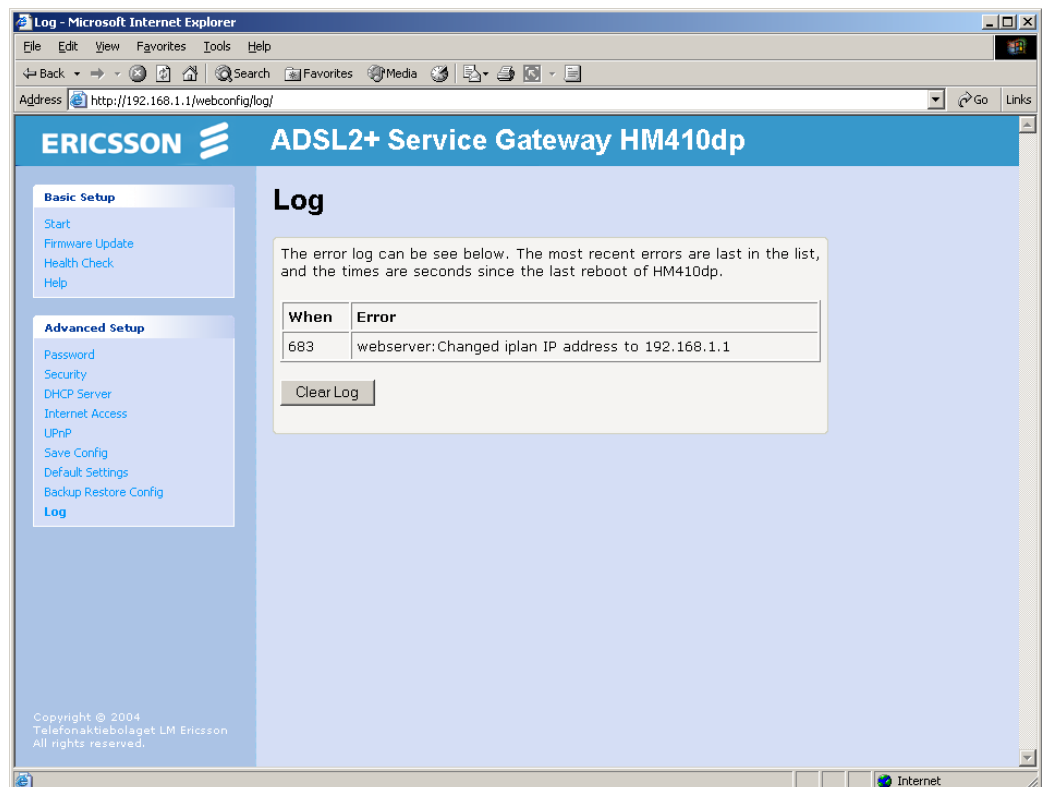 Log - Microsoft Internet Explorer
File Edit View Favorites Tools Help
Back Search Favorites Media
Address http://192.168.1.1/webconfig/log/ Go Links
ERICSSON ADSL2+ Service Gateway HM410dp
Basic Setup
Start
Firmware Update
Health Check
Help
Advanced Setup
Password
Security
DHCP Server
Internet Access
UPnP
Save Config
Default Settings
Backup Restore Config
Log
Log
The error log can be see below. The most recent errors are last in the list,
and the times are seconds since the last reboot of HM410dp.
When Error
683 webserver:Changed iplan IP address to 192.168.1.1
Clear Log
Copyright © 2004
Telefonaktiebolaget LM Ericsson
All rights reserved.
Internet